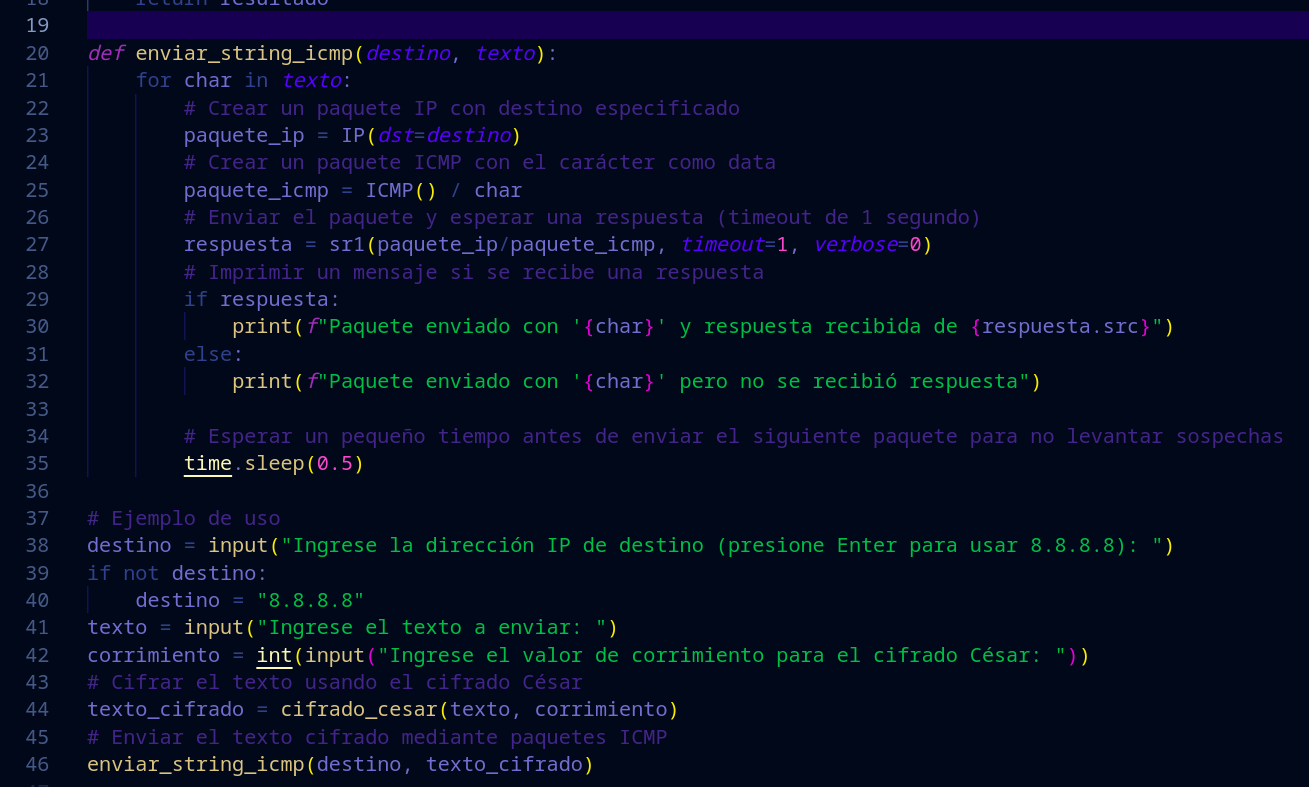 18 return resultado
19
20 def enviar_string_icmp(destino, texto):
21 for char in texto:
22 # Crear un paquete IP con destino especificado
23 paquete_ip = IP(dst=destino)
24 # Crear un paquete ICMP con el carácter como data
25 paquete_icmp = ICMP() / char
26 # Enviar el paquete y esperar una respuesta (timeout de 1 segundo)
27 respuesta = sr1(paquete_ip/paquete_icmp, timeout=1, verbose=0)
28 # Imprimir un mensaje si se recibe una respuesta
29 if respuesta:
30 print(f"Paquete enviado con '{char}' y respuesta recibida de {respuesta.src}")
31 else:
32 print(f"Paquete enviado con '{char}' pero no se recibió respuesta")
33
34 # Esperar un pequeño tiempo antes de enviar el siguiente paquete para no levantar sospechas
35 time.sleep(0.5)
36
37 # Ejemplo de uso
38 destino = input("Ingrese la dirección IP de destino (presione Enter para usar 8.8.8.8): ")
39 if not destino:
40 destino = "8.8.8.8"
41 texto = input("Ingrese el texto a enviar: ")
42 corrimiento = int(input("Ingrese el valor de corrimiento para el cifrado César: "))
43 # Cifrar el texto usando el cifrado César
44 texto_cifrado = cifrado_cesar(texto, corrimiento)
45 # Enviar el texto cifrado mediante paquetes ICMP
46 enviar_string_icmp(destino, texto_cifrado)